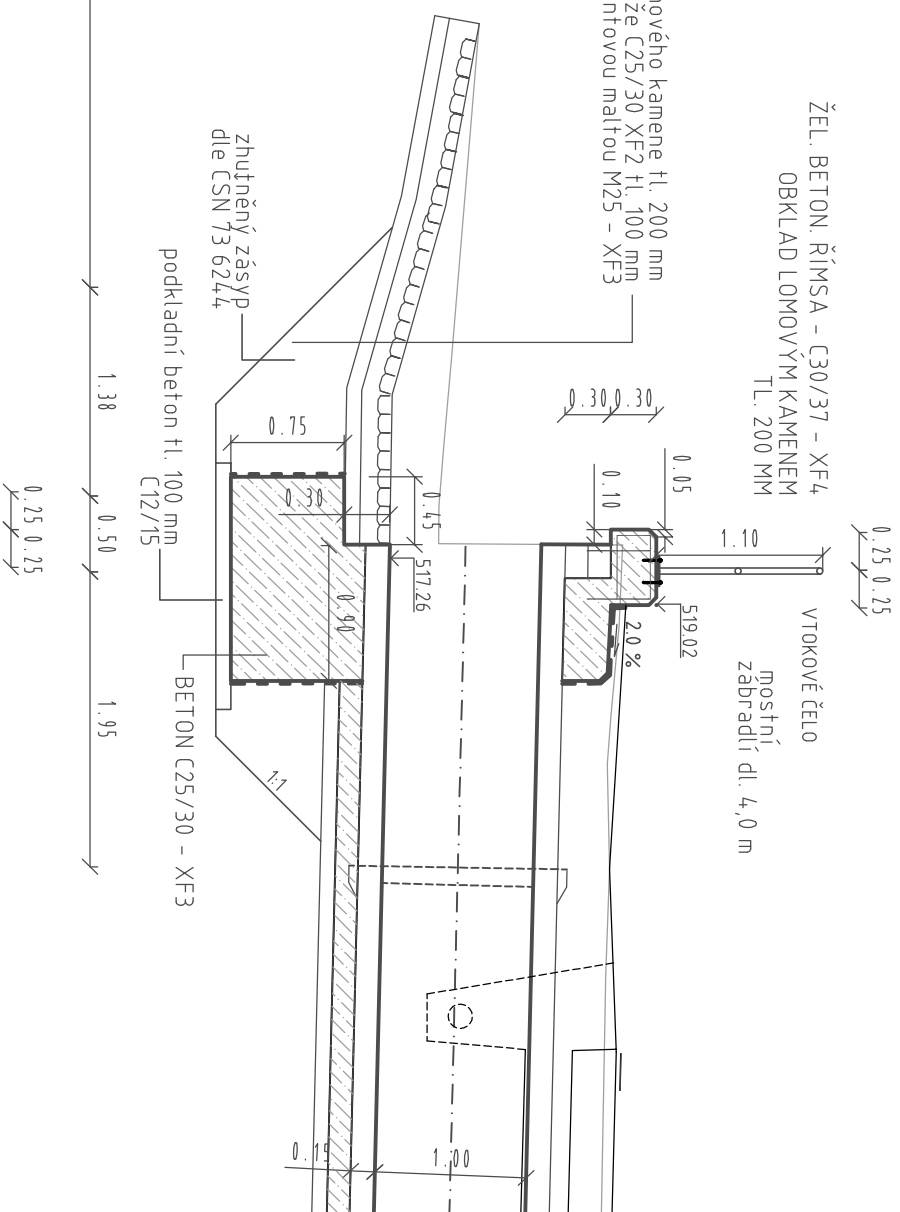 ŽEL. BETON. ŘÍMSA - C30/37 - XF4
OBKLAD LOMOVÝM KAMENEM
TL. 200 MM
kamene tl. 200 mm
C25/30 XF2 tl. 100 mm
maltou M25 - XF3
VTOKOVÉ ČELO
mostní
zábradlí dl. 4,0 m
0.25 0.25
1.10
0.05
0.10
0.30 0.30
519.02
2.0 %
517.26
0.45
0.30
0.90
0.75
zhutněný zásyp
dle ČSN 73 6244
podkladní beton tl. 100 mm
C12/15
BETON C25/30 - XF3
1:1
1.00
0.15
1.38
0.50
1.95
0.25 0.25